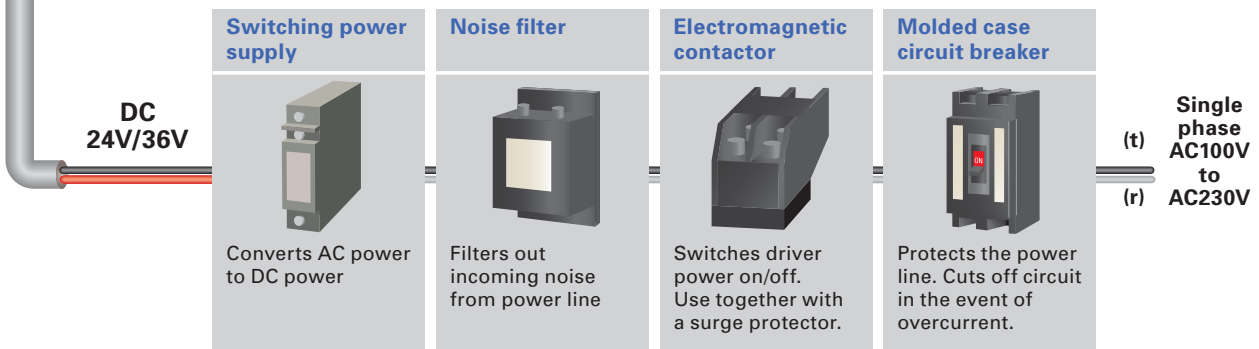 DC
24V/36V
Switching power
supply
Converts AC power
to DC power
Noise filter
Filters out
incoming noise
from power line
Electromagnetic
contactor
Switches driver
power on/off.
Use together with
a surge protector.
Molded case
circuit breaker
ON
Protects the power
line. Cuts off circuit
in the event of
overcurrent.
(t)
(r)
Single
phase
AC100V
to
AC230V